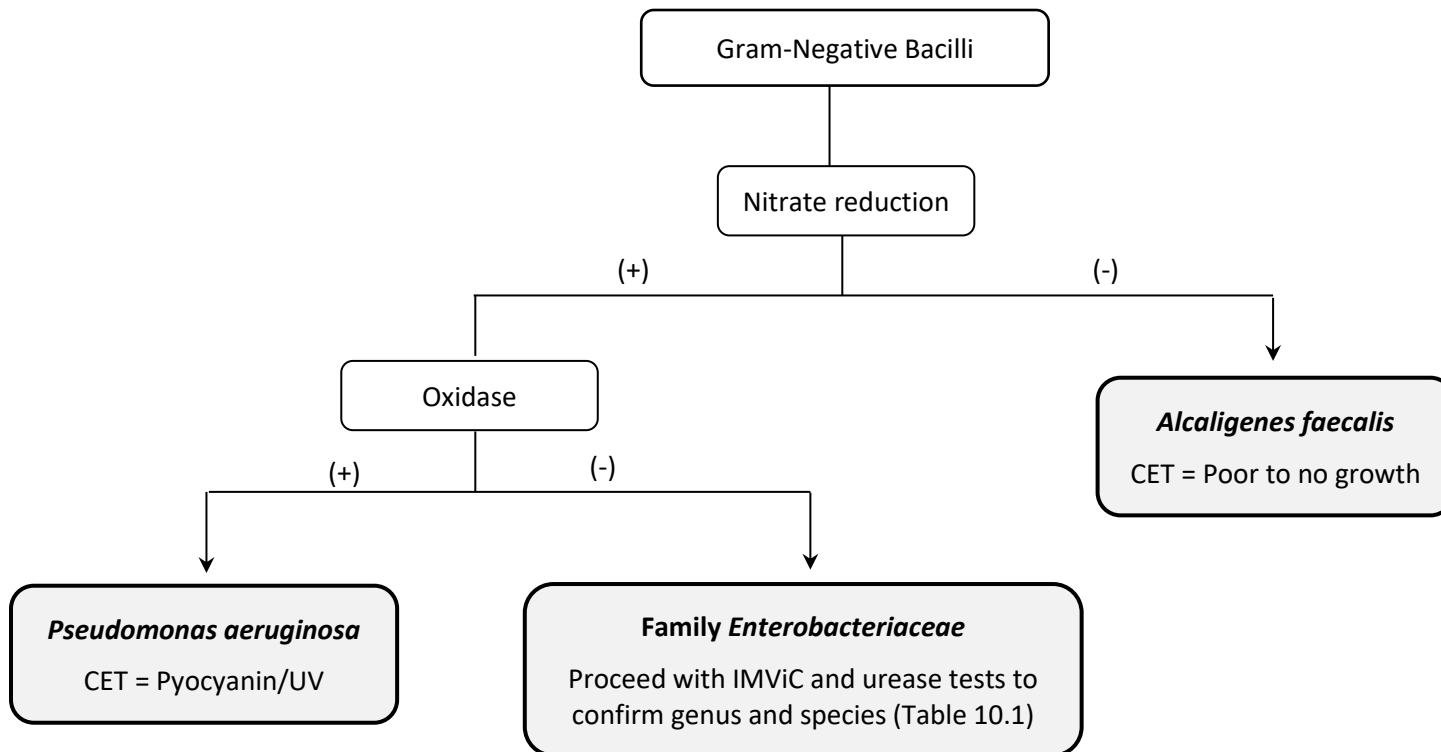 Gram-Negative Bacilli
Nitrate reduction
(+)
(-)
Oxidase
Alcaligenes faecalis
CET = Poor to no growth
(+)
(-)
Pseudomonas aeruginosa
CET = Pyocyanin/UV
Family Enterobacteriaceae
Proceed with IMViC and urease tests to
confirm genus and species (Table 10.1)